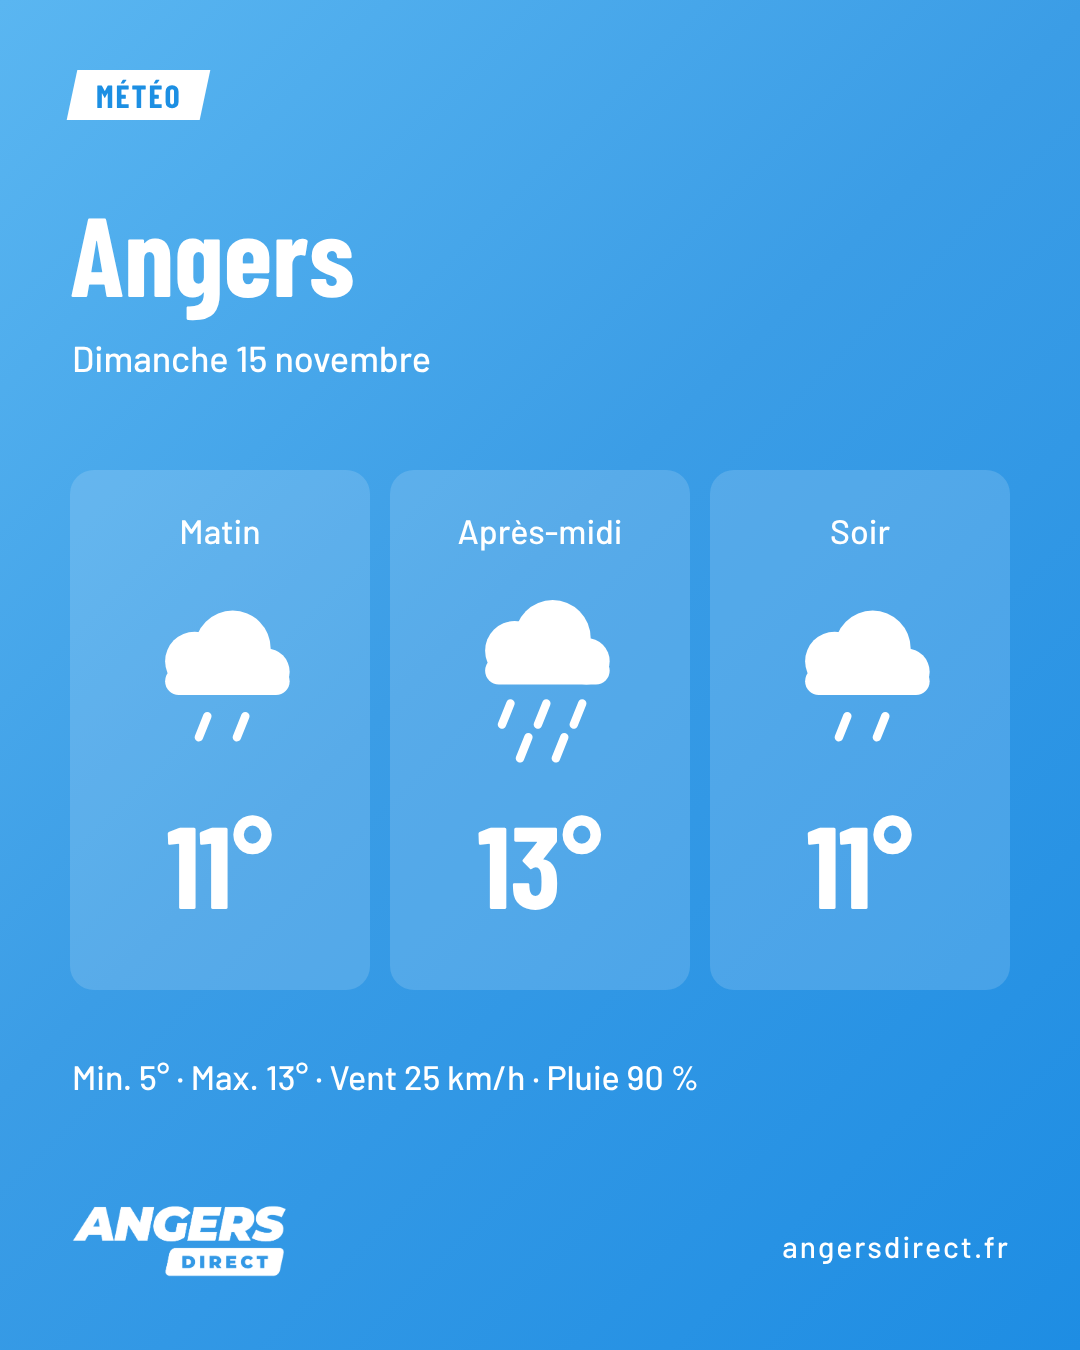 MÉTÉO
Angers
Dimanche 15 novembre
Matin
Après-midi
Soir
11°
13°
11°
Min. 5° · Max. 13° · Vent 25 km/h · Pluie 90 %
ANGERS
DIRECT
angersdirect.fr